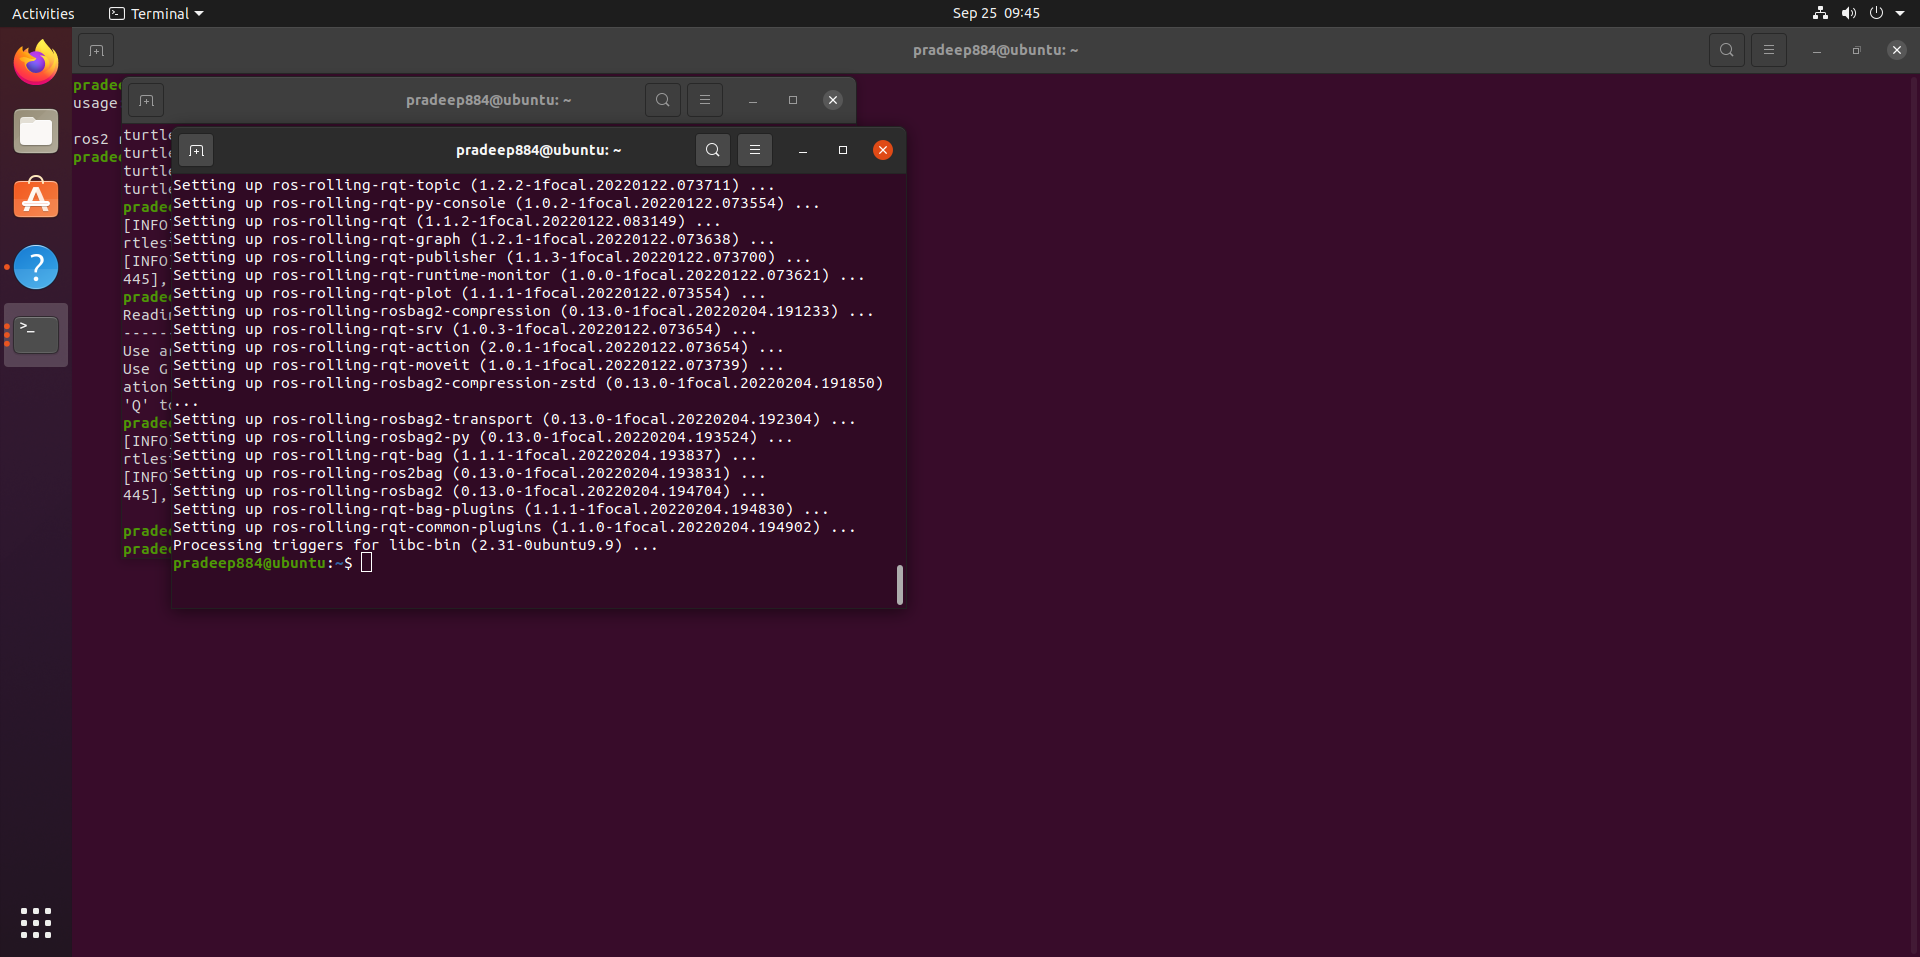 Activities
Terminal
Sep 25 09:45
pradeep884@ubuntu: ~
usage
ros2
pradeep884@ubuntu: ~
turtle
turtle
turtle
turtle
[INFO
rtles
[INFO
445],
Readin
------
Use a
Use G
ation
'Q' to
[INFO
rtles
[INFO
445],
pradeep884@ubuntu: ~
Setting up ros-rolling-rqt-topic (1.2.2-1focal.20220122.073711) ...
Setting up ros-rolling-rqt-py-console (1.0.2-1focal.20220122.073554) ...
Setting up ros-rolling-rqt (1.1.2-1focal.20220122.083149) ...
Setting up ros-rolling-rqt-graph (1.2.1-1focal.20220122.073638) ...
Setting up ros-rolling-rqt-publisher (1.1.3-1focal.20220122.073700) ...
Setting up ros-rolling-rqt-runtime-monitor (1.0.0-1focal.20220122.073621) ...
Setting up ros-rolling-rqt-plot (1.1.1-1focal.20220122.073554) ...
Setting up ros-rolling-rosbag2-compression (0.13.0-1focal.20220204.191233) ...
Setting up ros-rolling-rqt-srv (1.0.3-1focal.20220122.073654) ...
Setting up ros-rolling-rqt-action (2.0.1-1focal.20220122.073654) ...
Setting up ros-rolling-rqt-moveit (1.0.1-1focal.20220122.073739) ...
Setting up ros-rolling-rosbag2-compression-zstd (0.13.0-1focal.20220204.191850)
...
Setting up ros-rolling-rosbag2-transport (0.13.0-1focal.20220204.192304) ...
Setting up ros-rolling-rosbag2-py (0.13.0-1focal.20220204.193524) ...
Setting up ros-rolling-rqt-bag (1.1.1-1focal.20220204.193837) ...
Setting up ros-rolling-ros2bag (0.13.0-1focal.20220204.193831) ...
Setting up ros-rolling-rosbag2 (0.13.0-1focal.20220204.194704) ...
Setting up ros-rolling-rqt-bag-plugins (1.1.1-1focal.20220204.194830) ...
Setting up ros-rolling-rqt-common-plugins (1.1.0-1focal.20220204.194902) ...
Processing triggers for libc-bin (2.31-0ubuntu9.9) ...
pradeep884@ubuntu:~$